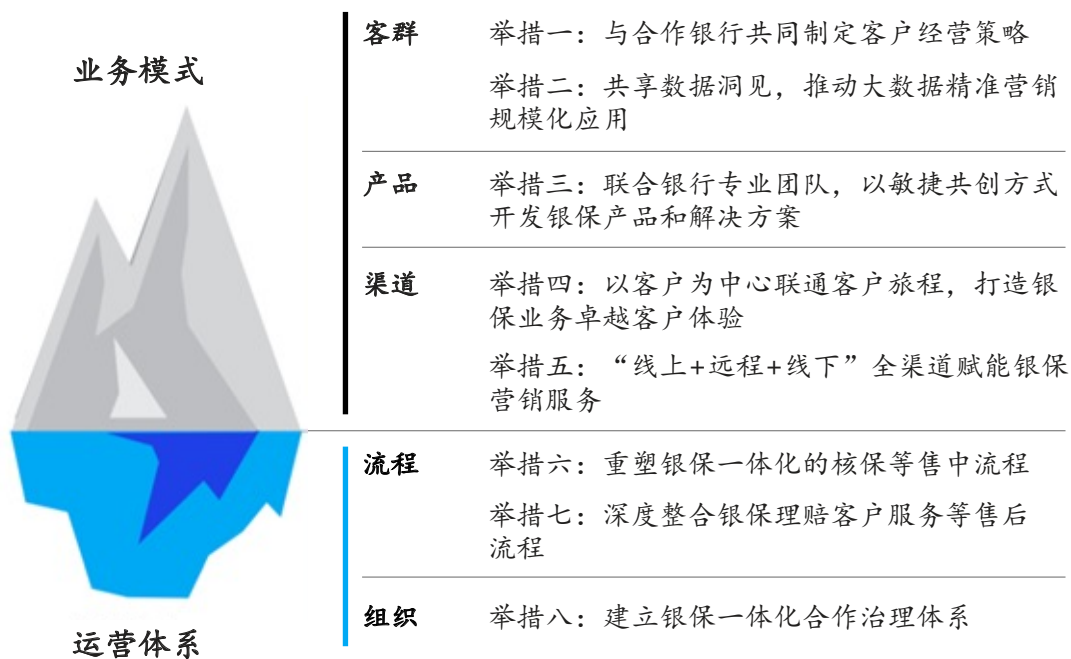 业务模式
客群
举措一：与合作银行共同制定客户经营策略
举措二：共享数据洞见，推动大数据精准营销
规模化应用
产品
举措三：联合银行专业团队，以敏捷共创方式
开发银保产品和解决方案
渠道
举措四：以客户为中心联通客户旅程，打造银
保业务卓越客户体验
举措五：“线上+远程+线下”全渠道赋能银保
营销服务
流程
举措六：重塑银保一体化的核保等售中流程
举措七：深度整合银保理赔客户服务等售后
流程
组织
举措八：建立银保一体化合作治理体系
运营体系